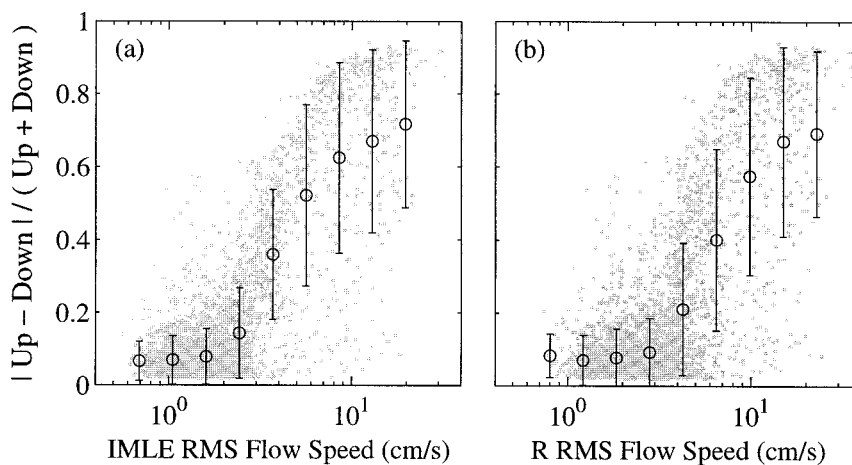 | Up – Down | / ( Up + Down)
1
0.8
0.6
0.4
0.2
0
(a)
(b)
10⁰
10¹
10⁰
10¹
IMLE RMS Flow Speed (cm/s)
R RMS Flow Speed (cm/s)